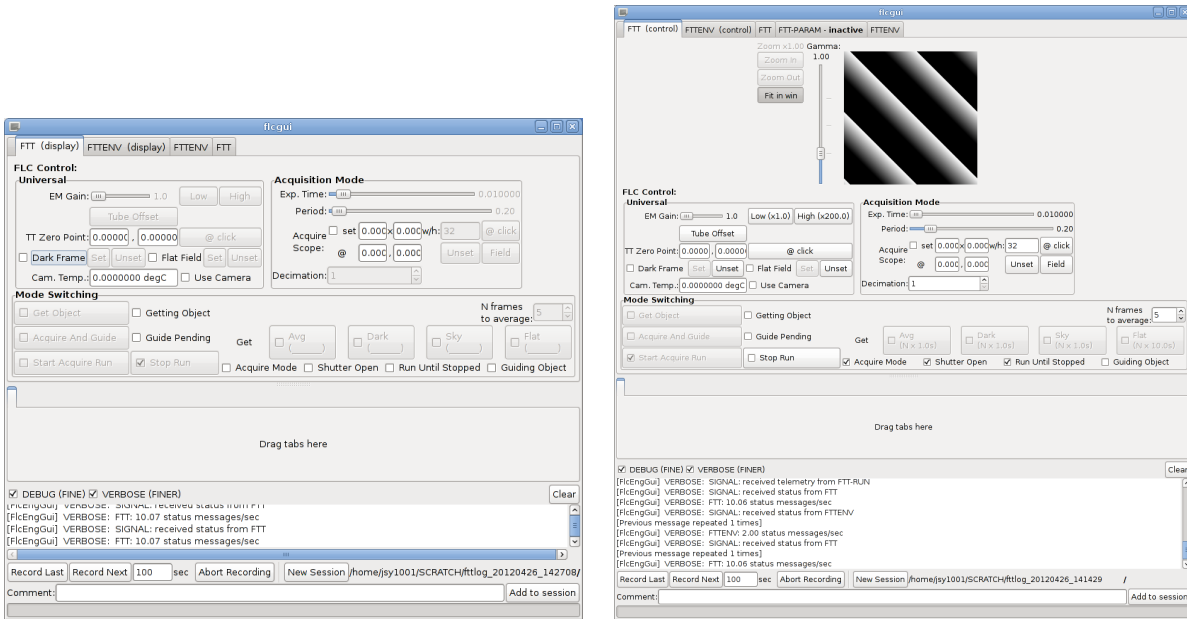 flcgui
FTT (display) FTTENV (display) FTTENV FTT
FLC Control:
Universal
EM Gain: 1.0 Low High
Tube Offset
TT Zero Point: 0.0000C , 0.0000C @ click
Dark Frame Set Unset Flat Field Set Unset
Cam. Temp.: 0.0000000 degC Use Camera
Acquisition Mode
Exp. Time: 0.010000
Period: 0.20
Acquire Scope: set 0.00C x 0.00C w/h: 32 @ click
@ 0.00C , 0.00C Unset Field
Decimation: 1
Mode Switching
Get Object Getting Object N frames to average: 5
Acquire And Guide Guide Pending Get Avg (____) Dark (____) Sky (____) Flat (____)
Start Acquire Run Stop Run Acquire Mode Shutter Open Run Until Stopped Guiding Object
Drag tabs here
DEBUG (FINE) VERBOSE (FINER) Clear
[FlcEngGui] VERBOSE: SIGNAL: received status from FTT
[FlcEngGui] VERBOSE: FTT: 10.07 status messages/sec
[FlcEngGui] VERBOSE: SIGNAL: received status from FTT
[FlcEngGui] VERBOSE: FTT: 10.07 status messages/sec
Record Last Record Next 100 sec Abort Recording New Session /home/jsy1001/SCRATCH/fttlog_20120426_142708/
Comment: Add to session
flcgui
FTT (control) FTTENV (control) FTT FTT-PARAM - inactive FTTENV
Zoom x1.00 Gamma:
Zoom In 1.00
Zoom Out
Fit in win
FLC Control:
Universal
EM Gain: 1.0 Low (x1.0) High (x200.0)
Tube Offset
TT Zero Point: 0.0000 , 0.0000 @ click
Dark Frame Set Unset Flat Field Set Unset
Cam. Temp.: 0.0000000 degC Use Camera
Acquisition Mode
Exp. Time: 0.010000
Period: 0.20
Acquire Scope: set 0.00C x 0.00C w/h: 32 @ click
@ 0.00C , 0.00C Unset Field
Decimation: 1
Mode Switching
Get Object Getting Object N frames to average: 5
Acquire And Guide Guide Pending Get Avg (N x 1.0s) Dark (N x 1.0s) Sky (N x 1.0s) Flat (N x 10.0s)
Start Acquire Run Stop Run Acquire Mode Shutter Open Run Until Stopped Guiding Object
Drag tabs here
DEBUG (FINE) VERBOSE (FINER) Clear
[FlcEngGui] VERBOSE: SIGNAL: received telemetry from FTT-RUN
[FlcEngGui] VERBOSE: SIGNAL: received status from FTT
[FlcEngGui] VERBOSE: FTT: 10.06 status messages/sec
[FlcEngGui] VERBOSE: SIGNAL: received status from FTTENV
[Previous message repeated 1 times]
[FlcEngGui] VERBOSE: FTTENV: 2.00 status messages/sec
[FlcEngGui] VERBOSE: SIGNAL: received status from FTT
[Previous message repeated 1 times]
[FlcEngGui] VERBOSE: FTT: 10.06 status messages/sec
Record Last Record Next 100 sec Abort Recording New Session /home/jsy1001/SCRATCH/fttlog_20120426_141429 /
Comment: Add to session